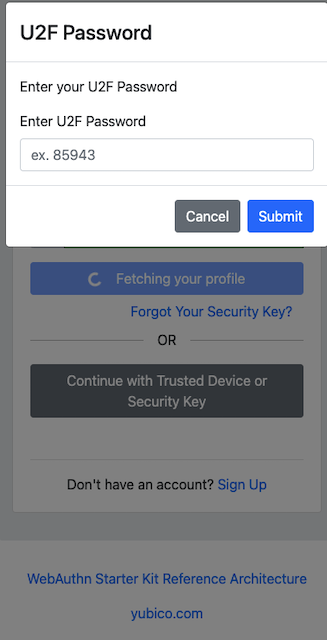 U2F Password
Enter your U2F Password
Enter U2F Password
ex. 85943
Cancel
Submit
Fetching your profile
Forgot Your Security Key?
OR
Continue with Trusted Device or
Security Key
Don't have an account? Sign Up
WebAuthn Starter Kit Reference Architecture
yubico.com